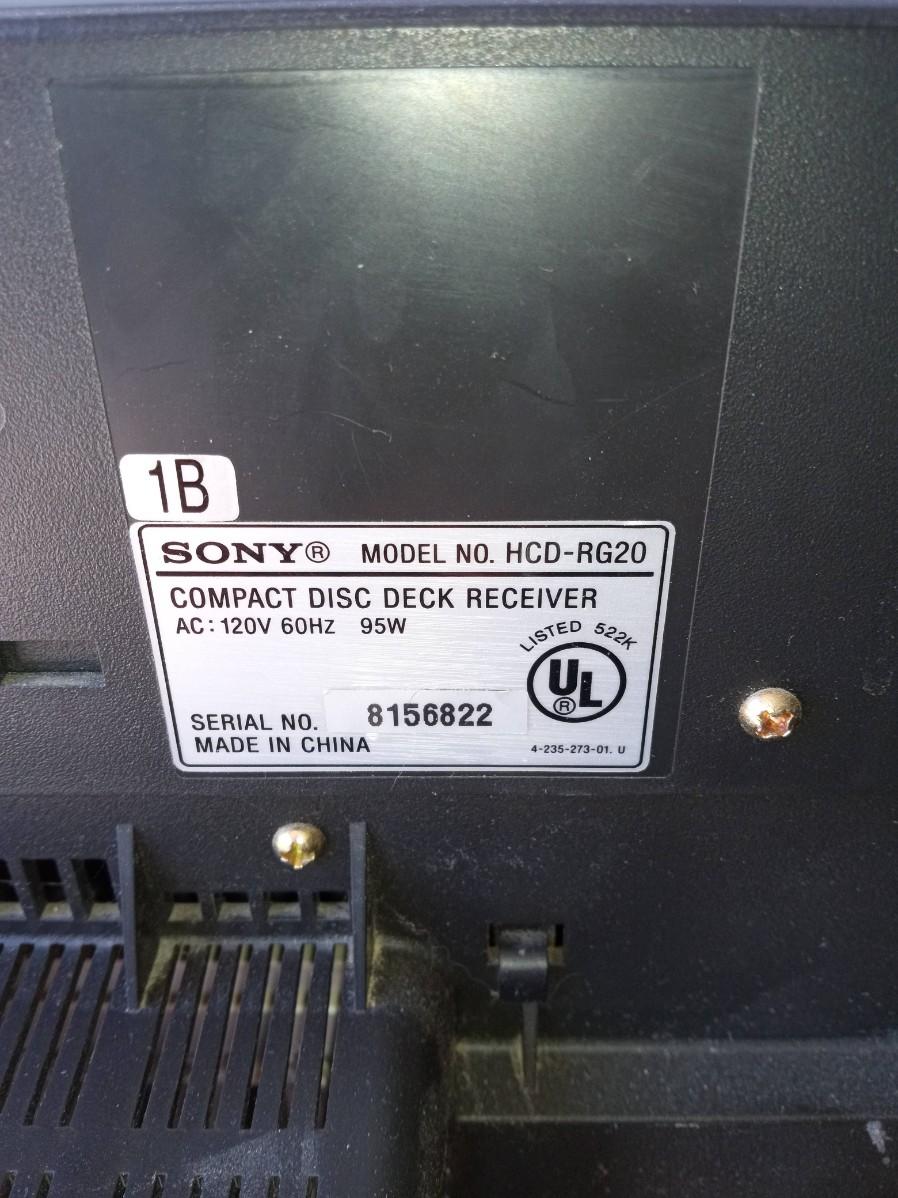 1B
SONY® MODEL NO. HCD-RG20
COMPACT DISC DECK RECEIVER
AC: 120V 60HZ 95W
LISTED 522K
UL®
SERIAL NO. 8156822
MADE IN CHINA
4-235-273-01. U